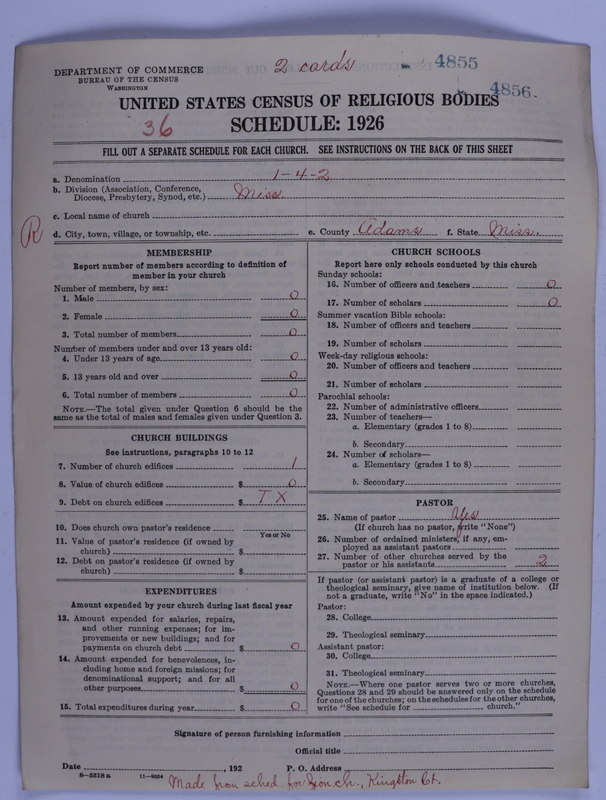 2 cards
4855
4856
DEPARTMENT OF COMMERCE
BUREAU OF THE CENSUS
WASHINGTON
UNITED STATES CENSUS OF RELIGIOUS BODIES
36
SCHEDULE: 1926
FILL OUT A SEPARATE SCHEDULE FOR EACH CHURCH. SEE INSTRUCTIONS ON THE BACK OF THIS SHEET
a. Denomination 1-4-2
b. Division (Association, Conference,
Diocese, Presbytery, Synod, etc.) Miss.
c. Local name of church
R
d. City, town, village, or township, etc. e. County Adams f. State Miss.
MEMBERSHIP
Report number of members according to definition of
member in your church
Number of members, by sex:
1. Male 0
2. Female 0
3. Total number of members 0
Number of members under and over 13 years old:
4. Under 13 years of age 0
5. 13 years old and over 0
6. Total number of members 0
NOTE.—The total given under Question 6 should be the
same as the total of males and females given under Question 3.
CHURCH BUILDINGS
See instructions, paragraphs 10 to 12
7. Number of church edifices 1
8. Value of church edifices $ 0
9. Debt on church edifices $ TX
10. Does church own pastor's residence
Yes or No
11. Value of pastor's residence (if owned by
church) $
12. Debt on pastor's residence (if owned by
church) $
EXPENDITURES
Amount expended by your church during last fiscal year
13. Amount expended for salaries, repairs,
and other running expenses; for im-
provements or new buildings; and for
payments on church debt $ 0
14. Amount expended for benevolences, in-
cluding home and foreign missions; for
denominational support; and for all
other purposes $ 0
15. Total expenditures during year $ 0
CHURCH SCHOOLS
Report here only schools conducted by this church
Sunday schools:
16. Number of officers and teachers 0
17. Number of scholars 0
Summer vacation Bible schools:
18. Number of officers and teachers
19. Number of scholars
Week-day religious schools:
20. Number of officers and teachers
21. Number of scholars
Parochial schools:
22. Number of administrative officers
23. Number of teachers—
a. Elementary (grades 1 to 8)
b. Secondary
24. Number of scholars—
a. Elementary (grades 1 to 8)
b. Secondary
PASTOR
25. Name of pastor Yes
(If church has no pastor, write "None")
26. Number of ordained ministers, if any, em-
ployed as assistant pastors
27. Number of other churches served by the
pastor or his assistants 2
If pastor (or assistant pastor) is a graduate of a college or
theological seminary, give name of institution below. (If
not a graduate, write "No" in the space indicated.)
Pastor:
28. College
29. Theological seminary
Assistant pastor:
30. College
31. Theological seminary
NOTE.—Where one pastor serves two or more churches,
Questions 28 and 29 should be answered only on the schedule
for one of the churches; on the schedules for the other churches,
write "See schedule for church."
Signature of person furnishing information
Official title
Date , 192 P. O. Address
8-5518a 11-9054
Made from sched. for Zion ch., Kingston Ct.